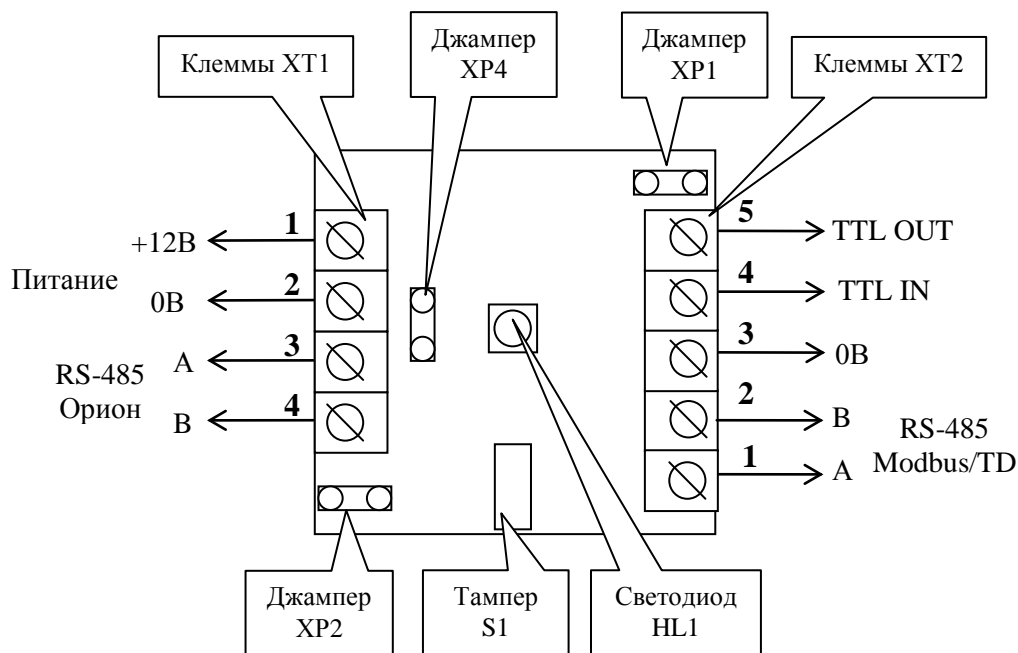 Клеммы XT1
Джампер
XP4
Джампер
XP1
Клеммы XT2
1
+12В
5
TTL OUT
Питание
2
0В
4
TTL IN
3
A
3
0В
RS-485
Орион
4
B
2
B
RS-485
Modbus/TD
1
A
Джампер
XP2
Тампер
S1
Светодиод
HL1